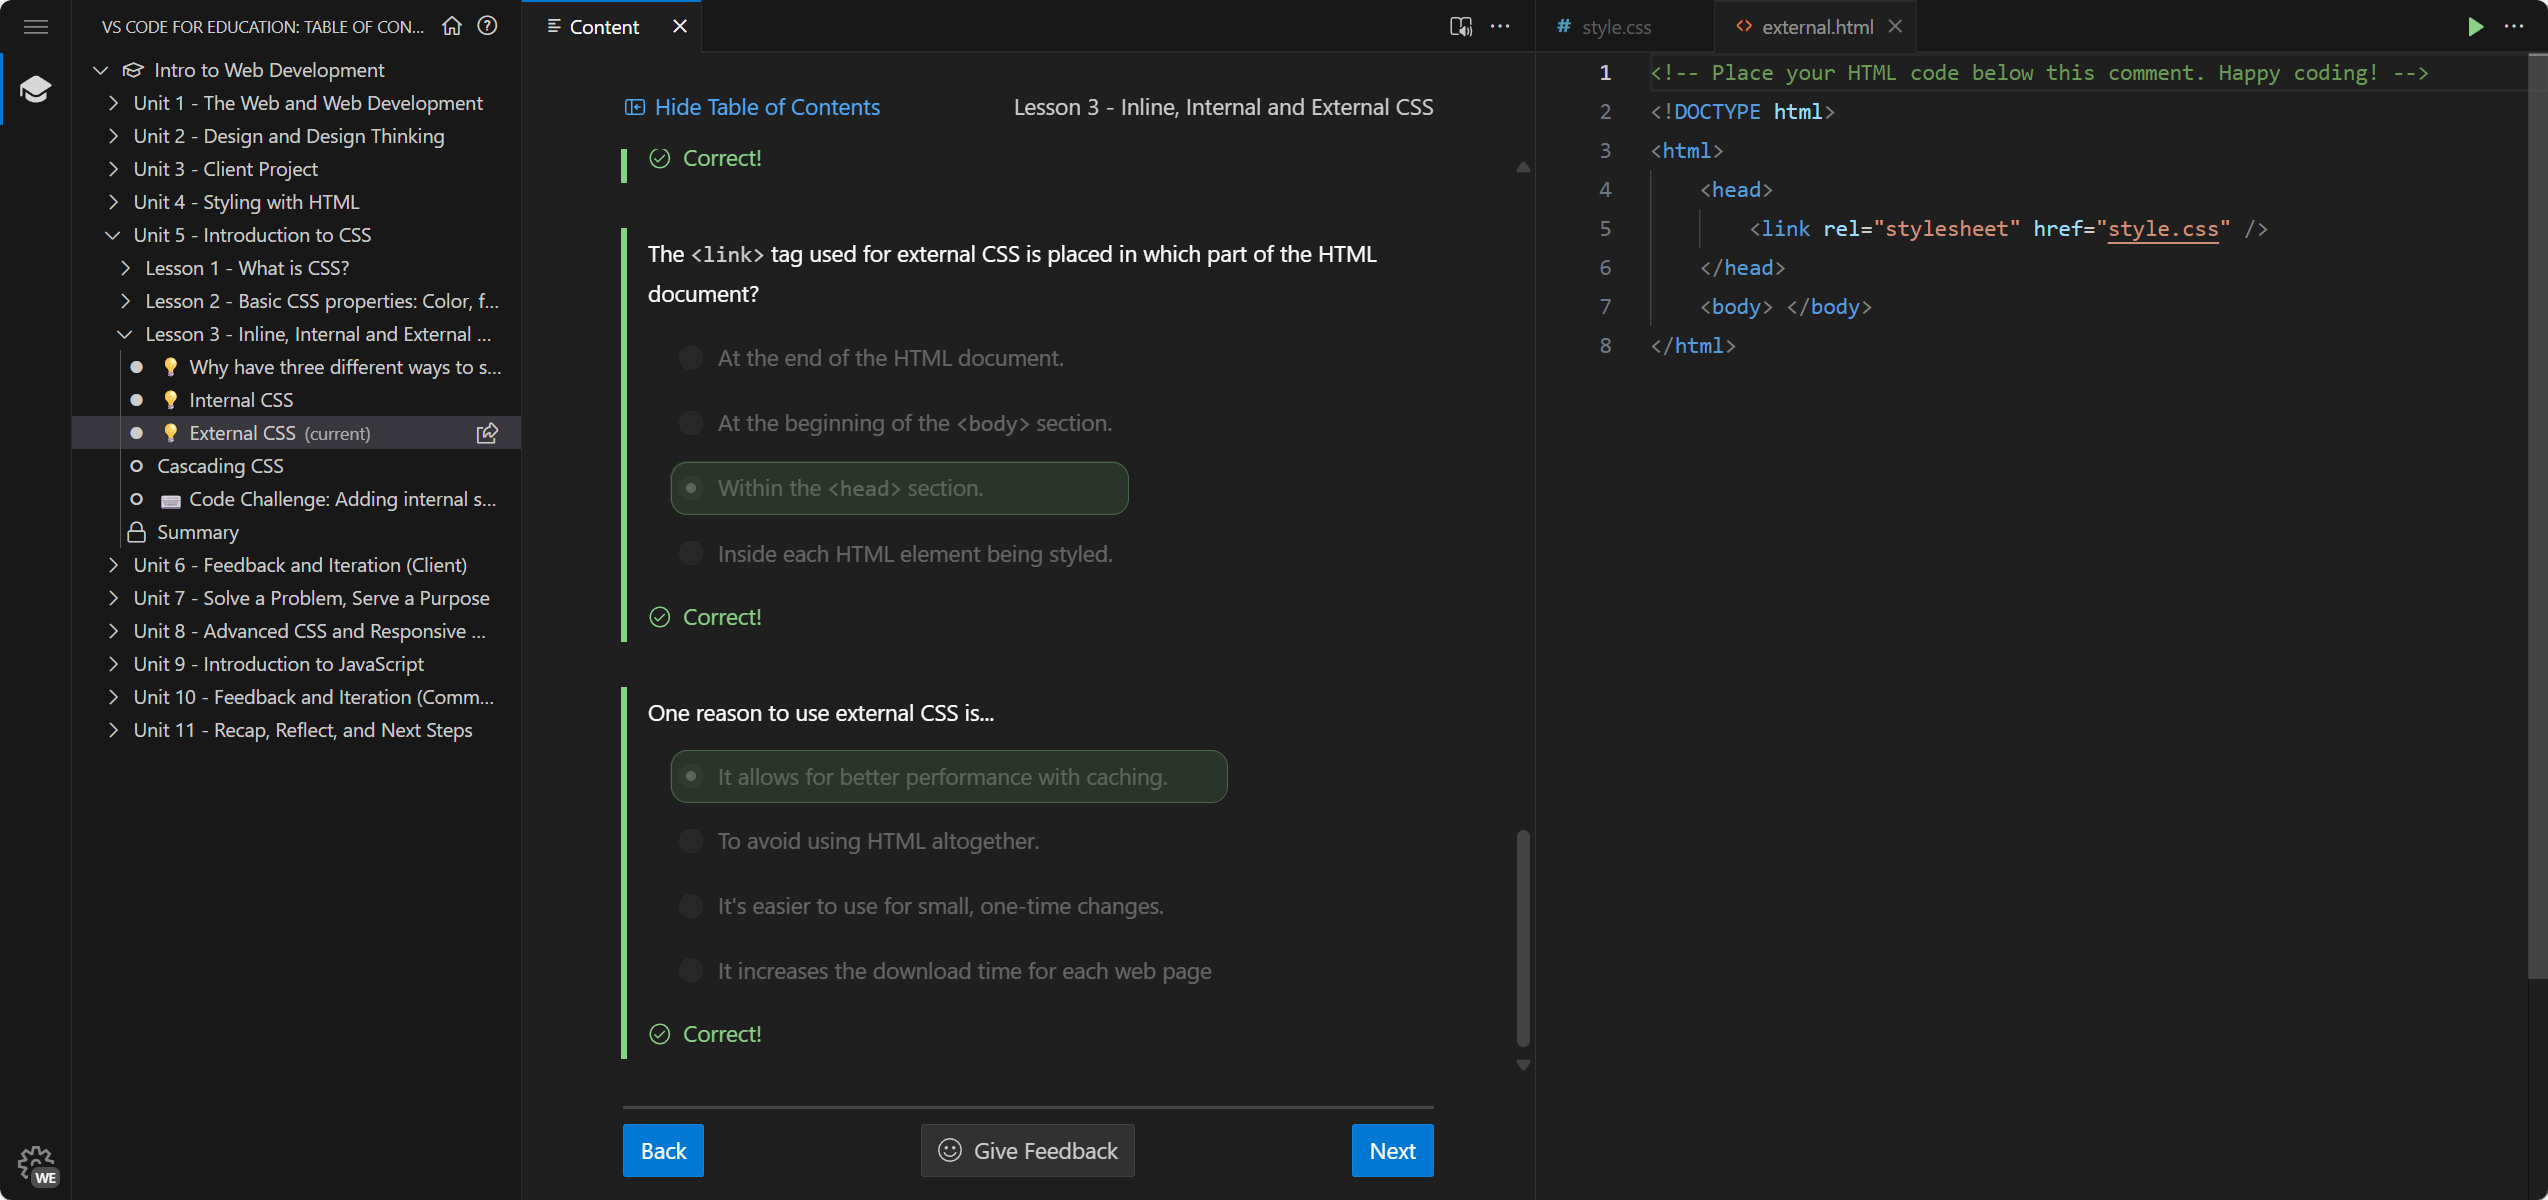 VS CODE FOR EDUCATION: TABLE OF CON...
Intro to Web Development
Unit 1 - The Web and Web Development
Unit 2 - Design and Design Thinking
Unit 3 - Client Project
Unit 4 - Styling with HTML
Unit 5 - Introduction to CSS
Lesson 1 - What is CSS?
Lesson 2 - Basic CSS properties: Color, f...
Lesson 3 - Inline, Internal and External ...
Why have three different ways to s...
Internal CSS
External CSS (current)
Cascading CSS
Code Challenge: Adding internal s...
Summary
Unit 6 - Feedback and Iteration (Client)
Unit 7 - Solve a Problem, Serve a Purpose
Unit 8 - Advanced CSS and Responsive ...
Unit 9 - Introduction to JavaScript
Unit 10 - Feedback and Iteration (Comm...
Unit 11 - Recap, Reflect, and Next Steps
WE
Content
Hide Table of Contents
Lesson 3 - Inline, Internal and External CSS
Correct!
The <link> tag used for external CSS is placed in which part of the HTML
document?
At the end of the HTML document.
At the beginning of the <body> section.
Within the <head> section.
Inside each HTML element being styled.
Correct!
One reason to use external CSS is...
It allows for better performance with caching.
To avoid using HTML altogether.
It's easier to use for small, one-time changes.
It increases the download time for each web page
Correct!
Back
Give Feedback
Next
# style.css
<> external.html
1 <!-- Place your HTML code below this comment. Happy coding! -->
2 <!DOCTYPE html>
3 <html>
4 <head>
5 <link rel="stylesheet" href="style.css" />
6 </head>
7 <body> </body>
8 </html>